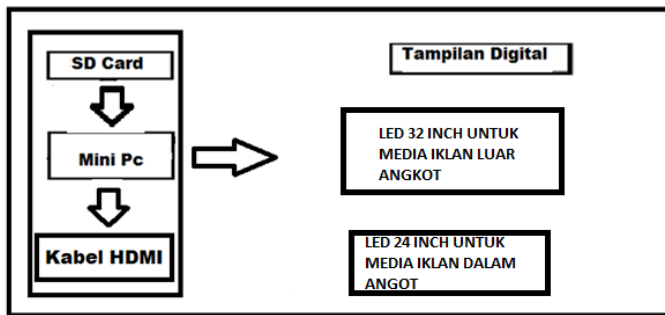 SD Card
Mini Pc
Kabel HDMI
Tampilan Digital
LED 32 INCH UNTUK
MEDIA IKLAN LUAR
ANGKOT
LED 24 INCH UNTUK
MEDIA IKLAN DALAM
ANGOT